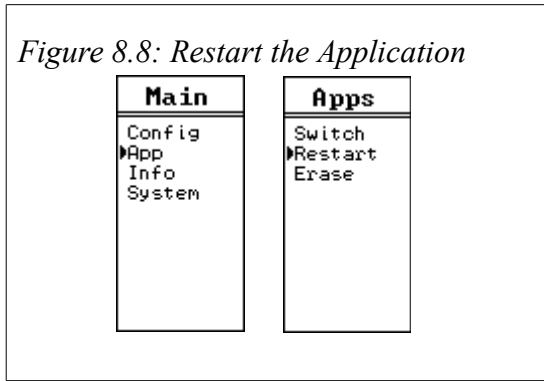 Figure 8.8: Restart the Application
Main
Config
App
Info
System
Apps
Switch
Restart
Erase